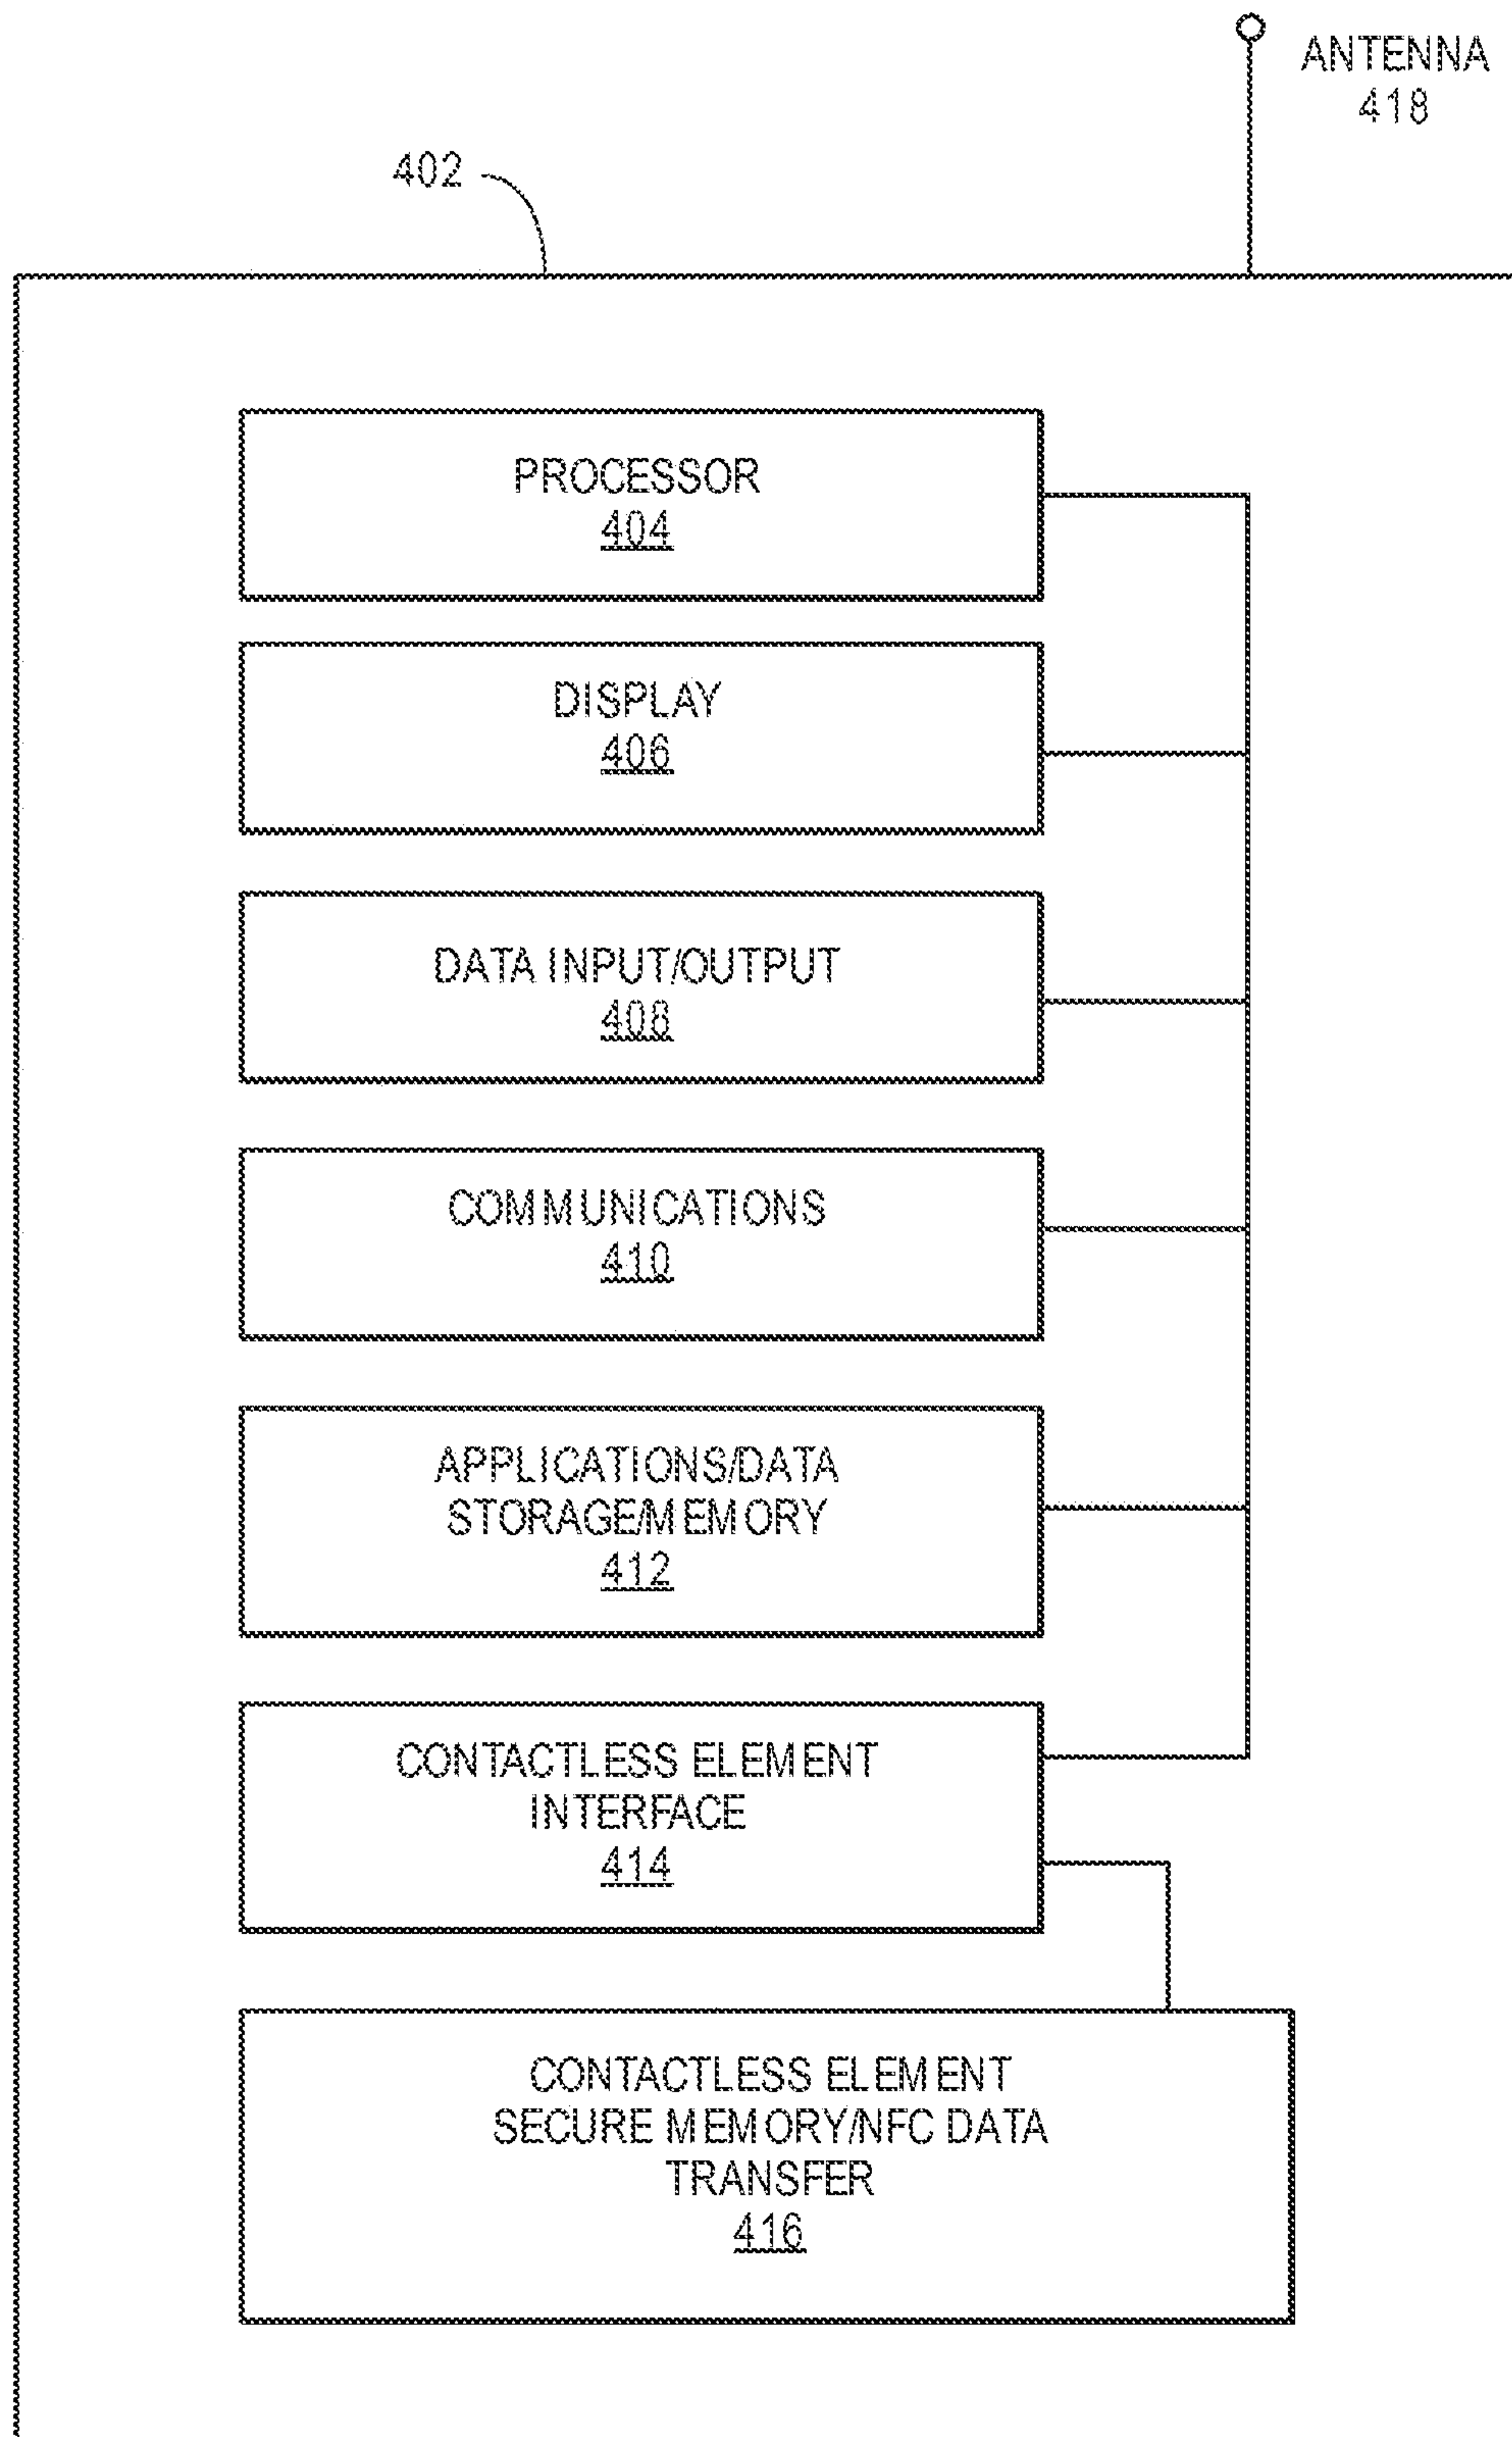 ANTENNA
418
402
PROCESSOR
404
DISPLAY
406
DATA INPUT/OUTPUT
408
COMMUNICATIONS
410
APPLICATIONS/DATA
STORAGE/MEMORY
412
CONTACTLESS ELEMENT
INTERFACE
414
CONTACTLESS ELEMENT
SECURE MEMORY/NFC DATA
TRANSFER
416